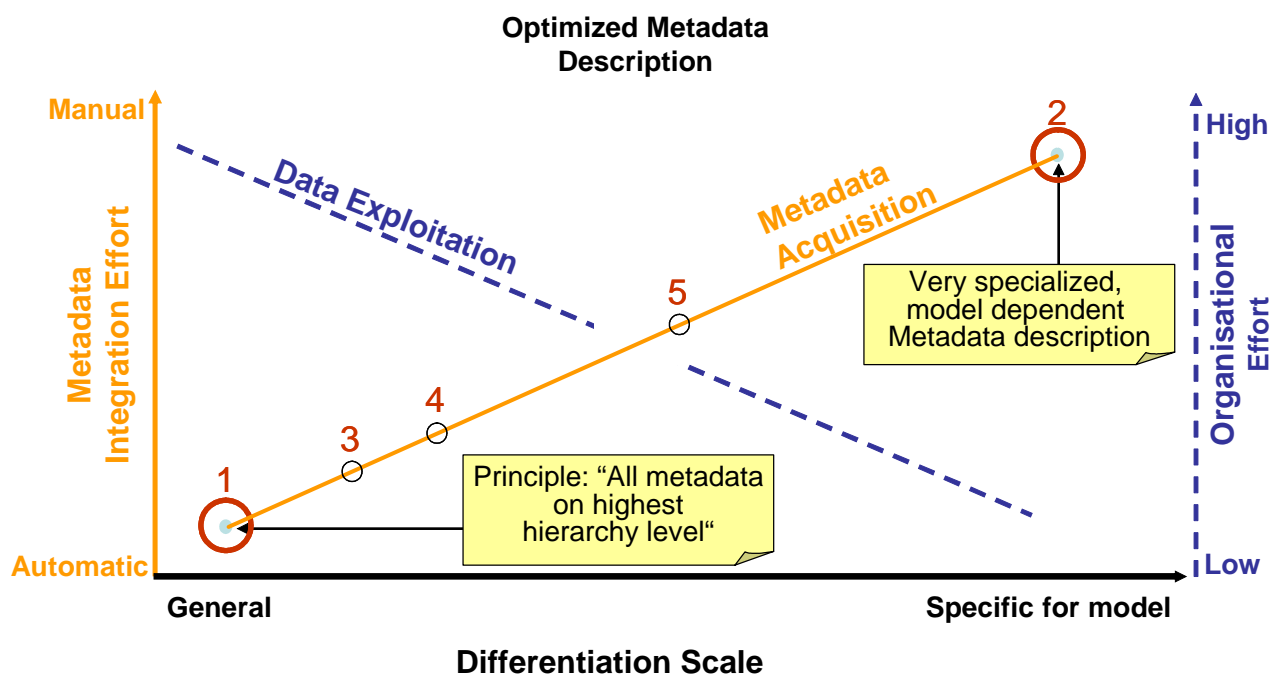 Optimized Metadata
Description
Manual
2
High
Data Exploitation
Metadata
Acquisition
Metadata
Integration Effort
Organisational
Effort
5
Very specialized,
model dependent
Metadata description
4
3
1
Principle: “All metadata
on highest
hierarchy level“
Automatic
Low
General
Specific for model
Differentiation Scale